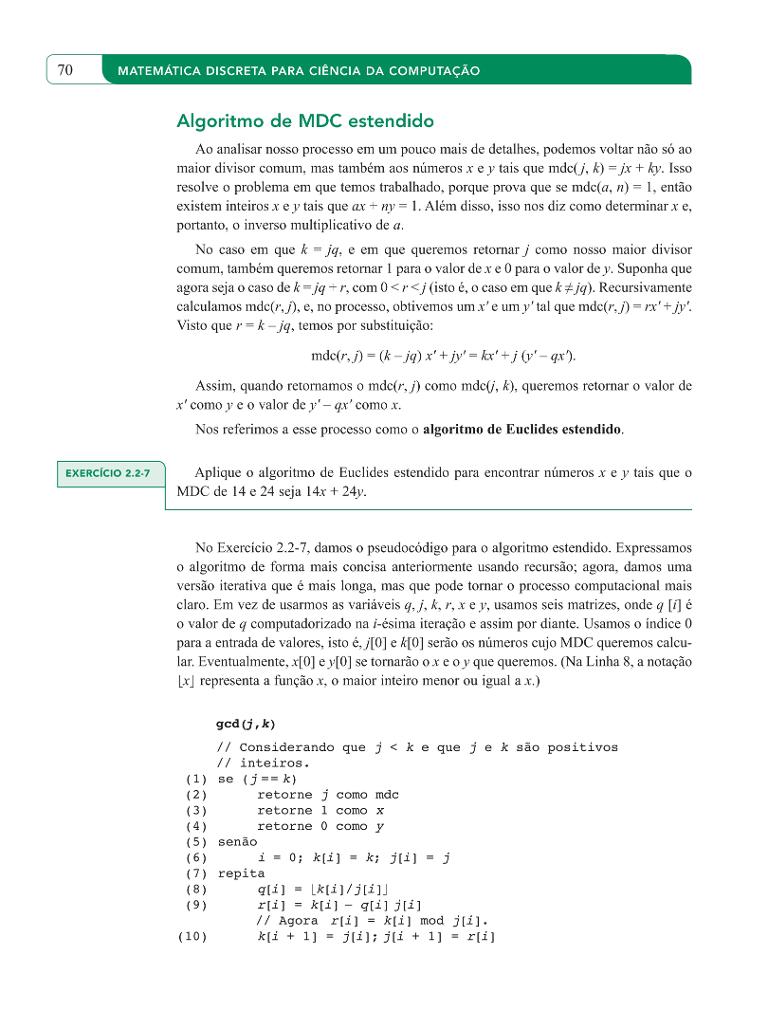 70
MATEMÁTICA DISCRETA PARA CIÊNCIA DA COMPUTAÇÃO
Algoritmo de MDC estendido
Ao analisar nosso processo em um pouco mais de detalhes, podemos voltar não só ao
maior divisor comum, mas também aos números x e y tais que mdc( j, k) = jx + ky. Isso
resolve o problema em que temos trabalhado, porque prova que se mdc(a, n) = 1, então
existem inteiros x e y tais que ax + ny = 1. Além disso, isso nos diz como determinar x e,
portanto, o inverso multiplicativo de a.
No caso em que k = jq, e em que queremos retornar j como nosso maior divisor
comum, também queremos retornar 1 para o valor de x e 0 para o valor de y. Suponha que
agora seja o caso de k = jq + r, com 0 < r < j (isto é, o caso em que k ≠ jq). Recursivamente
calculamos mdc(r, j), e, no processo, obtivemos um x' e um y' tal que mdc(r, j) = rx' + jy'.
Visto que r = k – jq, temos por substituição:
mdc(r, j) = (k – jq) x' + jy' = kx' + j (y' – qx').
Assim, quando retornamos o mdc(r, j) como mdc(j, k), queremos retornar o valor de
x' como y e o valor de y' – qx' como x.
Nos referimos a esse processo como o algoritmo de Euclides estendido.
EXERCÍCIO 2.2-7
Aplique o algoritmo de Euclides estendido para encontrar números x e y tais que o
MDC de 14 e 24 seja 14x + 24y.
No Exercício 2.2-7, damos o pseudocódigo para o algoritmo estendido. Expressamos
o algoritmo de forma mais concisa anteriormente usando recursão; agora, damos uma
versão iterativa que é mais longa, mas que pode tornar o processo computacional mais
claro. Em vez de usarmos as variáveis q, j, k, r, x e y, usamos seis matrizes, onde q [i] é
o valor de q computadorizado na i-ésima iteração e assim por diante. Usamos o índice 0
para a entrada de valores, isto é, j[0] e k[0] serão os números cujo MDC queremos calcu-
lar. Eventualmente, x[0] e y[0] se tornarão o x e o y que queremos. (Na Linha 8, a notação
⌊x⌋ representa a função x, o maior inteiro menor ou igual a x.)
gcd(j,k)
// Considerando que j < k e que j e k são positivos
// inteiros.
(1) se (j == k)
(2) retorne j como mdc
(3) retorne 1 como x
(4) retorne 0 como y
(5) senão
(6) i = 0; k[i] = k; j[i] = j
(7) repita
(8) q[i] = ⌊k[i]/j[i]⌋
(9) r[i] = k[i] – q[i] j[i]
// Agora r[i] = k[i] mod j[i].
(10) k[i + 1] = j[i]; j[i + 1] = r[i]